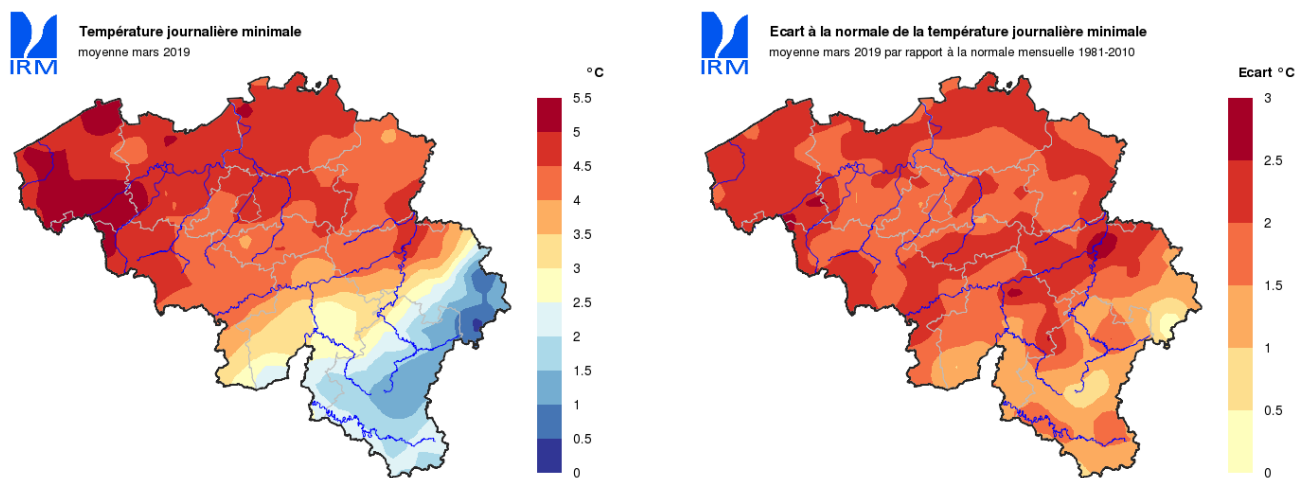 IRM
Température journalière minimale
moyenne mars 2019
°C
5.5
5
4.5
4
3.5
3
2.5
2
1.5
1
0.5
0
IRM
Ecart à la normale de la température journalière minimale
moyenne mars 2019 par rapport à la normale mensuelle 1981-2010
Ecart °C
3
2.5
2
1.5
1
0.5
0